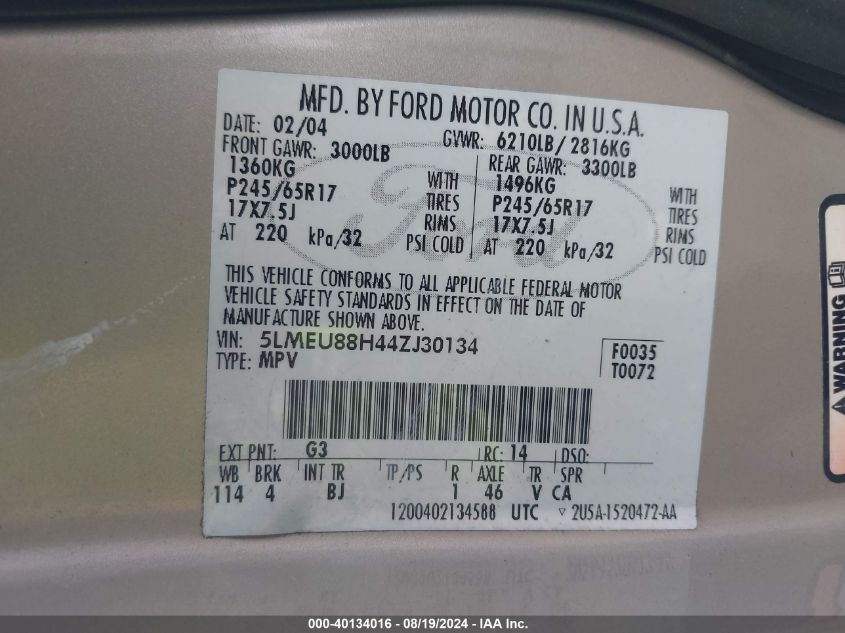 MFD. BY FORD MOTOR CO. IN U.S.A.
DATE: 02/04 GVWR: 6210LB / 2816KG
FRONT GAWR: 3000LB REAR GAWR: 3300LB
1360KG WITH 1496KG WITH
P245/65R17 TIRES P245/65R17 TIRES
17X7.5J RIMS 17X7.5J RIMS
AT 220 kPa/32 PSI COLD AT 220 kPa/32 PSI COLD
Ford
THIS VEHICLE CONFORMS TO ALL APPLICABLE FEDERAL MOTOR
VEHICLE SAFETY STANDARDS IN EFFECT ON THE DATE OF
MANUFACTURE SHOWN ABOVE.
VIN: 5LMEU88H44ZJ30134 F0035
TYPE: MPV T0072
EXT PNT: G3 RC: 14 DSO:
WB BRK INT TR TP/PS R AXLE TR SPR
114 4 BJ 1 46 V CA
1200402134588 UTC ▽ 2U5A-1520472-AA
WARNING
000-40134016 - 08/19/2024 - IAA Inc.